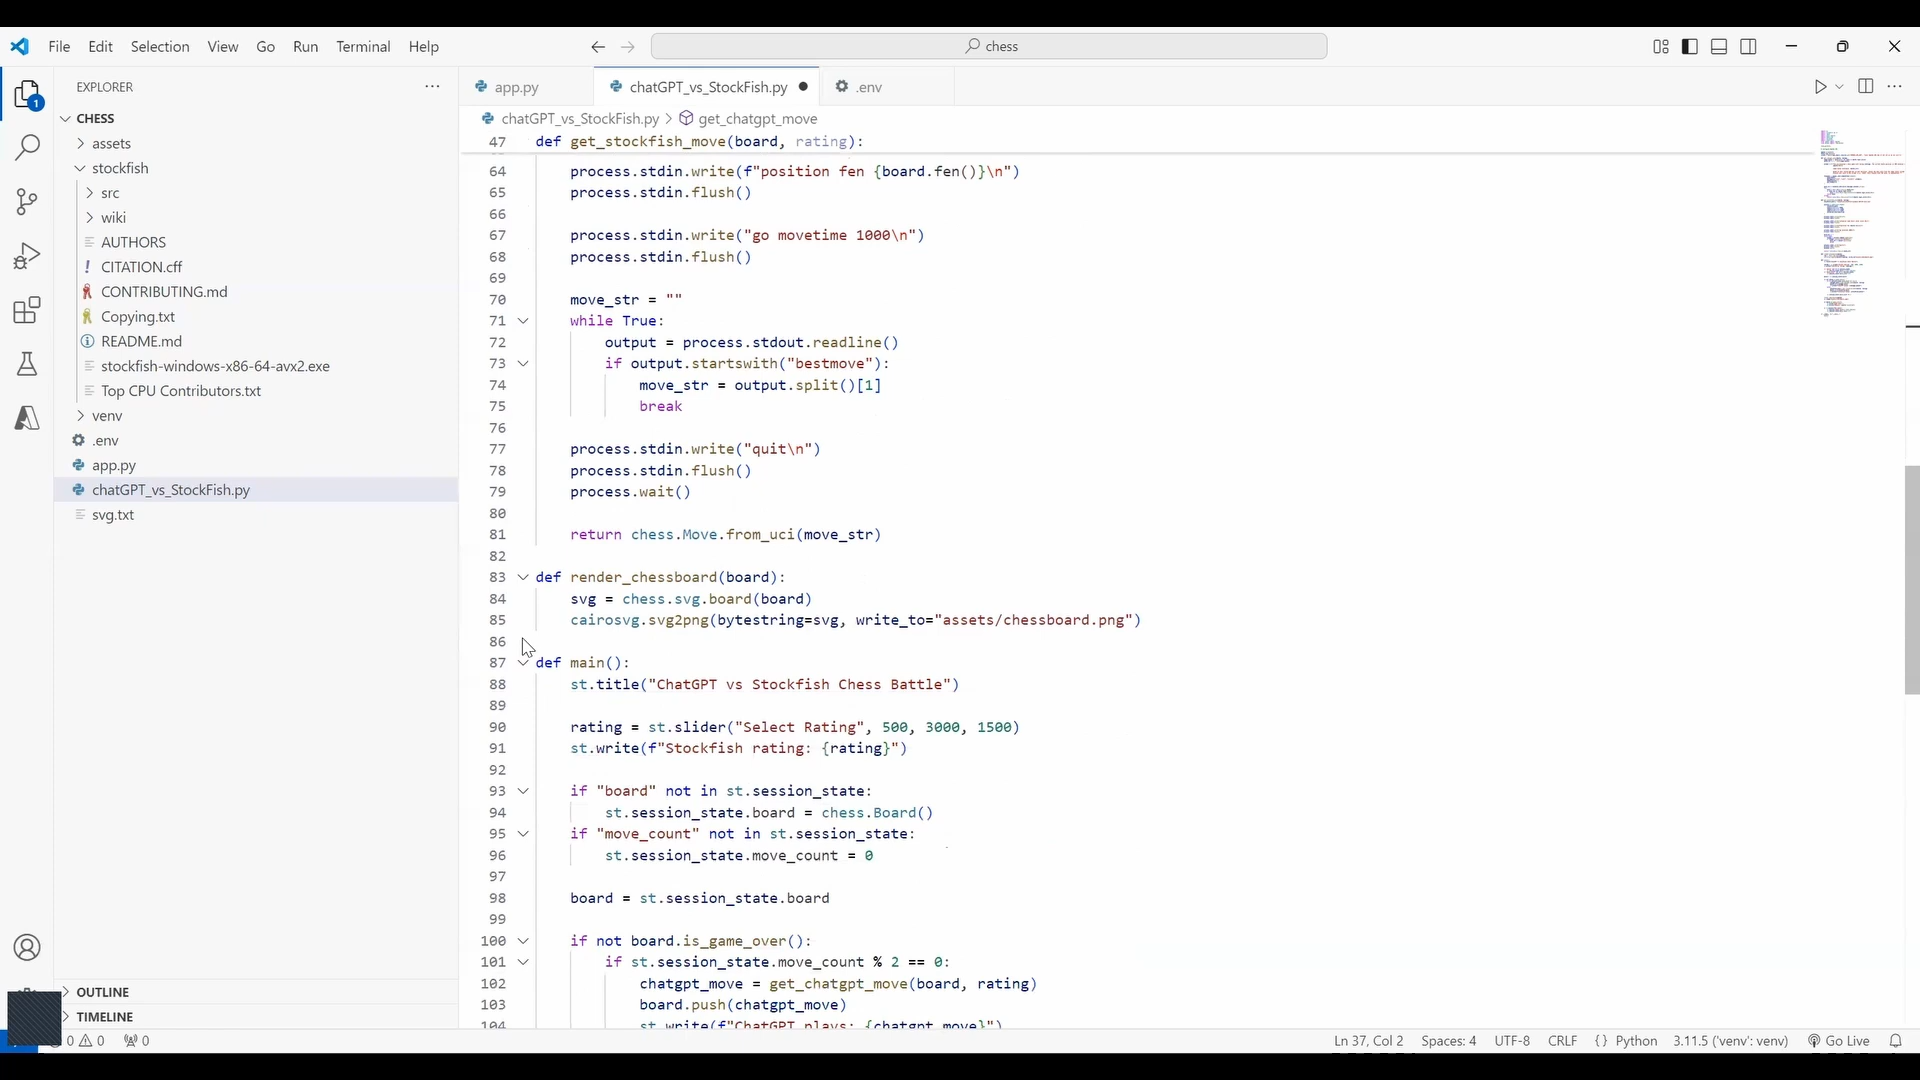 File Edit Selection View Go Run Terminal Help
chess
EXPLORER
app.py
chatGPT_vs_StockFish.py
.env
CHESS
chatGPT_vs_StockFish.py > get_chatgpt_move
assets
stockfish
src
wiki
AUTHORS
CITATION.cff
CONTRIBUTING.md
Copying.txt
README.md
stockfish-windows-x86-64-avx2.exe
Top CPU Contributors.txt
venv
.env
app.py
chatGPT_vs_StockFish.py
svg.txt
OUTLINE
TIMELINE
1
47 def get_stockfish_move(board, rating):
64 process.stdin.write(f"position fen {board.fen()}\n")
65 process.stdin.flush()
66
67 process.stdin.write("go movetime 1000\n")
68 process.stdin.flush()
69
70 move_str = ""
71 while True:
72 output = process.stdout.readline()
73 if output.startswith("bestmove"):
74 move_str = output.split()[1]
75 break
76
77 process.stdin.write("quit\n")
78 process.stdin.flush()
79 process.wait()
80
81 return chess.Move.from_uci(move_str)
82
83 def render_chessboard(board):
84 svg = chess.svg.board(board)
85 cairosvg.svg2png(bytestring=svg, write_to="assets/chessboard.png")
86
87 def main():
88 st.title("ChatGPT vs Stockfish Chess Battle")
89
90 rating = st.slider("Select Rating", 500, 3000, 1500)
91 st.write(f"Stockfish rating: {rating}")
92
93 if "board" not in st.session_state:
94 st.session_state.board = chess.Board()
95 if "move_count" not in st.session_state:
96 st.session_state.move_count = 0
97
98 board = st.session_state.board
99
100 if not board.is_game_over():
101 if st.session_state.move_count % 2 == 0:
102 chatgpt_move = get_chatgpt_move(board, rating)
103 board.push(chatgpt_move)
104 st.write(f"ChatGPT plays: {chatgpt_move}")
0 0 0 Ln 37, Col 2 Spaces: 4 UTF-8 CRLF {} Python 3.11.5 ('venv': venv) Go Live